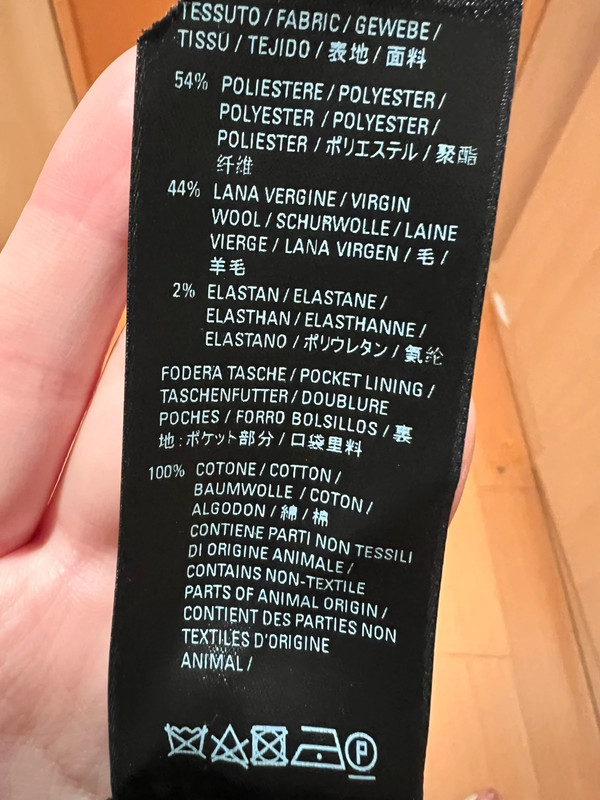 TESSUTO / FABRIC / GEWEBE /
TISSU / TEJIDO / 表地 / 面料
54% POLIESTERE / POLYESTER /
POLYESTER / POLYESTER /
POLIESTER / ポリエステル / 聚酯
纤维
44% LANA VERGINE / VIRGIN
WOOL / SCHURWOLLE / LAINE
VIERGE / LANA VIRGEN / 毛 /
羊毛
2% ELASTAN / ELASTANE /
ELASTHAN / ELASTHANNE /
ELASTANO / ポリウレタン / 氨纶
FODERA TASCHE / POCKET LINING /
TASCHENFUTTER / DOUBLURE
POCHES / FORRO BOLSILLOS / 裏
地 : ポケット部分 / 口袋里料
100% COTONE / COTTON /
BAUMWOLLE / COTON /
ALGODON / 綿 / 棉
CONTIENE PARTI NON TESSILI
DI ORIGINE ANIMALE /
CONTAINS NON-TEXTILE
PARTS OF ANIMAL ORIGIN /
CONTIENT DES PARTIES NON
TEXTILES D'ORIGINE
ANIMAL /
P